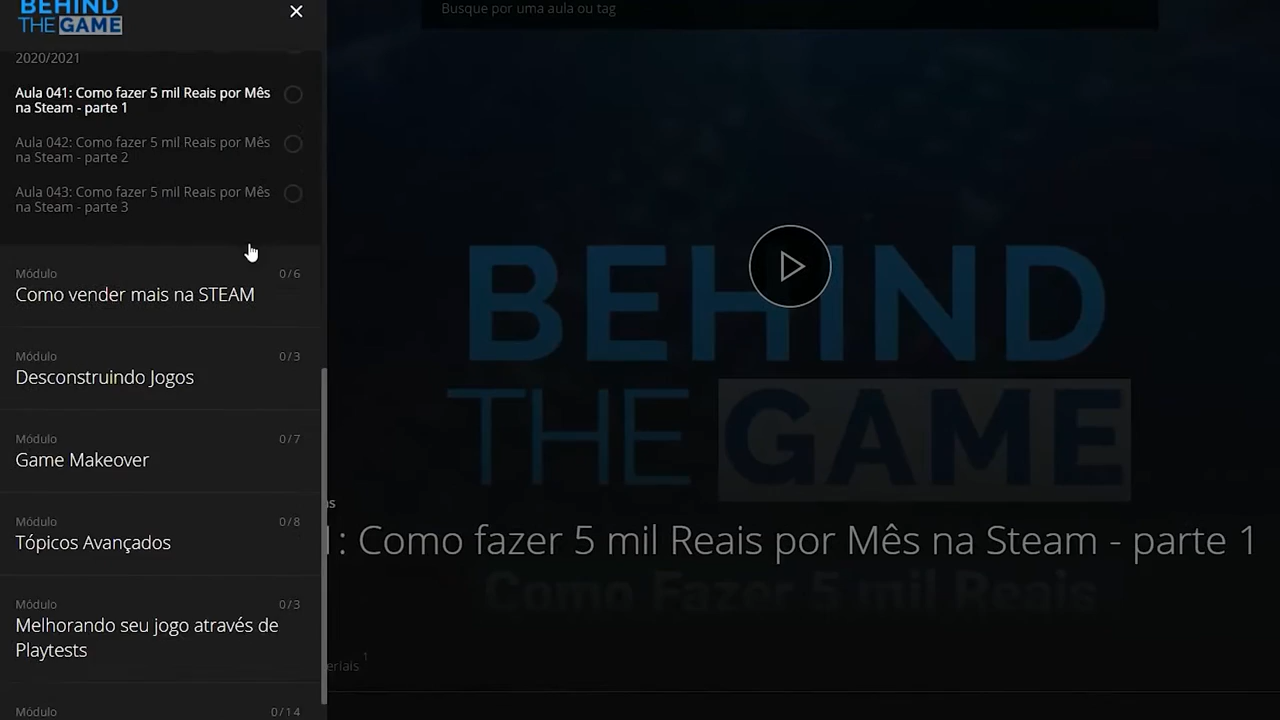 BEHIND
THE GAME
2020/2021
Aula 041: Como fazer 5 mil Reais por Mês
na Steam - parte 1
Aula 042: Como fazer 5 mil Reais por Mês
na Steam - parte 2
Aula 043: Como fazer 5 mil Reais por Mês
na Steam - parte 3
Módulo 0/6
Como vender mais na STEAM
Módulo 0/3
Desconstruindo Jogos
Módulo 0/7
Game Makeover
Módulo 0/8
Tópicos Avançados
Módulo 0/3
Melhorando seu jogo através de
Playtests
Módulo 0/14
Busque por uma aula ou tag
BEHIND
THE GAME
as
1: Como fazer 5 mil Reais por Mês na Steam - parte 1
Como Fazer 5 mil Reais
eriais 1